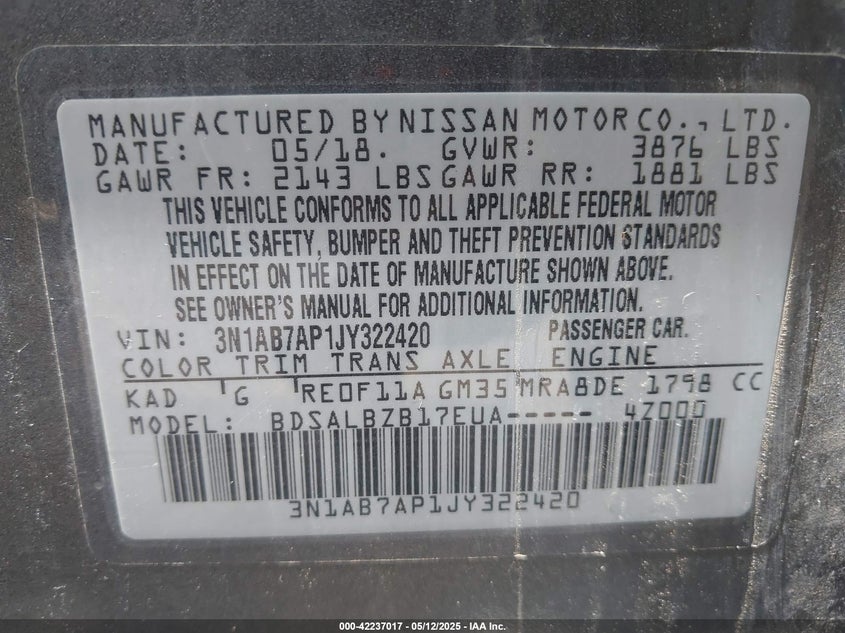 MANUFACTURED BY NISSAN MOTOR CO., LTD.
DATE: 05/18. GVWR: 3876 LBS
GAWR FR: 2143 LBS GAWR RR: 1881 LBS
THIS VEHICLE CONFORMS TO ALL APPLICABLE FEDERAL MOTOR
VEHICLE SAFETY, BUMPER AND THEFT PREVENTION STANDARDS
IN EFFECT ON THE DATE OF MANUFACTURE SHOWN ABOVE.
SEE OWNER'S MANUAL FOR ADDITIONAL INFORMATION.
VIN: 3N1AB7AP1JY322420 PASSENGER CAR.
COLOR TRIM TRANS AXLE ENGINE
KAD G RE0F11A GM35 MRA8DE 1798 CC
MODEL: BDSALBZB17EUA----- 4Z000
3N1AB7AP1JY322420
000-42237017 - 05/12/2025 - IAA Inc.